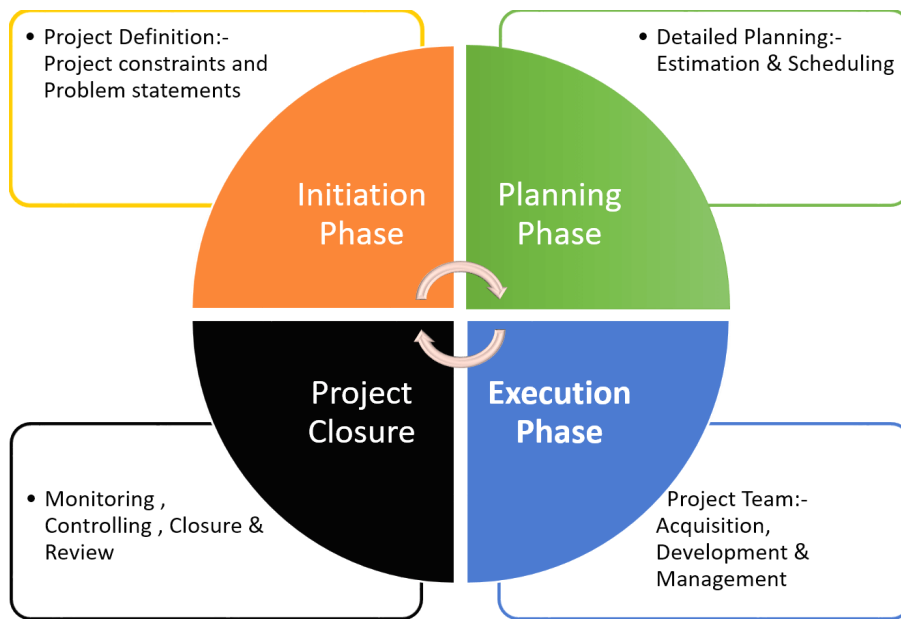 • Project Definition:-
Project constraints and
Problem statements
• Detailed Planning:-
Estimation & Scheduling
Initiation
Phase
Planning
Phase
Project
Closure
Execution
Phase
• Monitoring ,
Controlling , Closure &
Review
Project Team:-
Acquisition,
Development &
Management